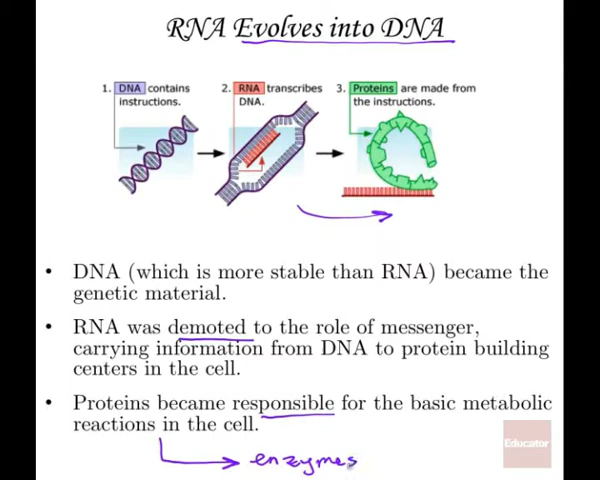 RNA Evolves into DNA
1. DNA contains instructions.
2. RNA transcribes DNA.
3. Proteins are made from the instructions.
• DNA (which is more stable than RNA) became the
genetic material.
• RNA was demoted to the role of messenger,
carrying information from DNA to protein building
centers in the cell.
• Proteins became responsible for the basic metabolic
reactions in the cell.
Educator
enzymes